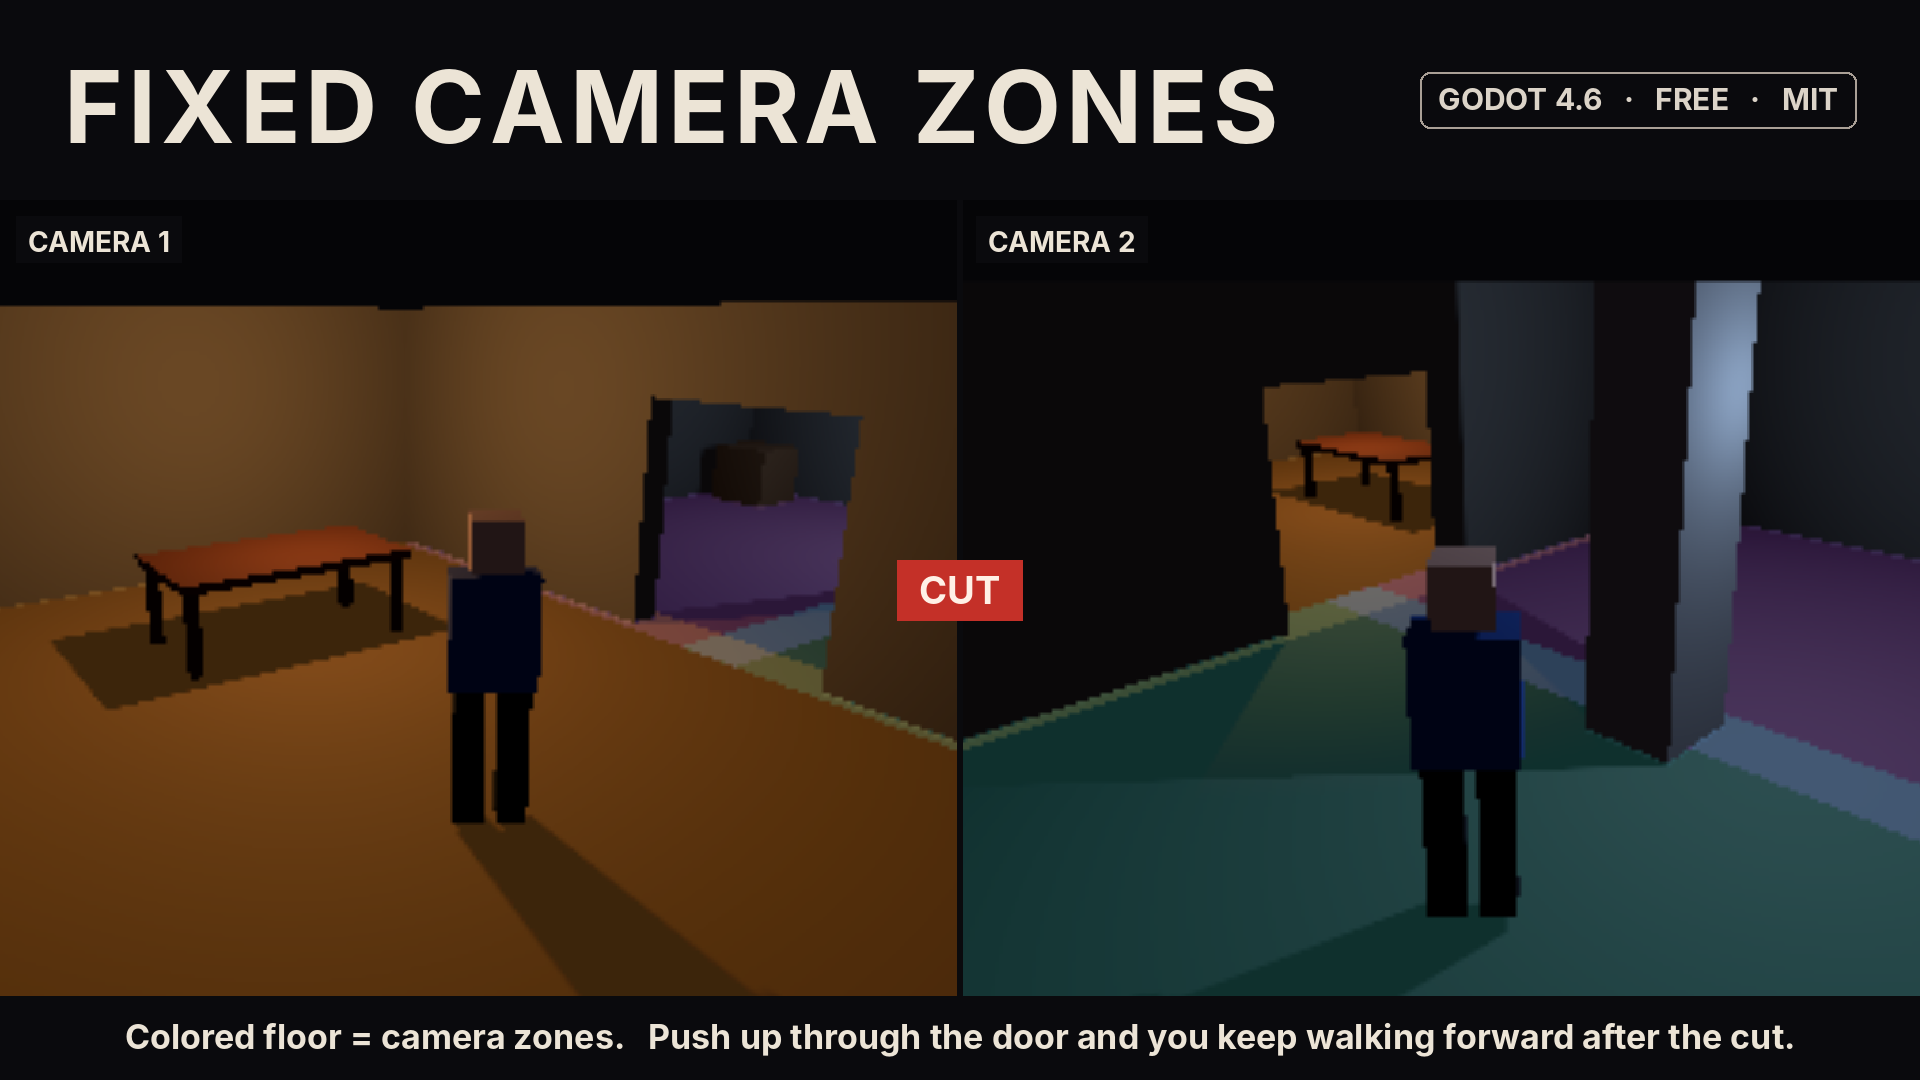 FIXED CAMERA ZONES
GODOT 4.6 · FREE · MIT
CAMERA 1
CAMERA 2
CUT
Colored floor = camera zones. Push up through the door and you keep walking forward after the cut.